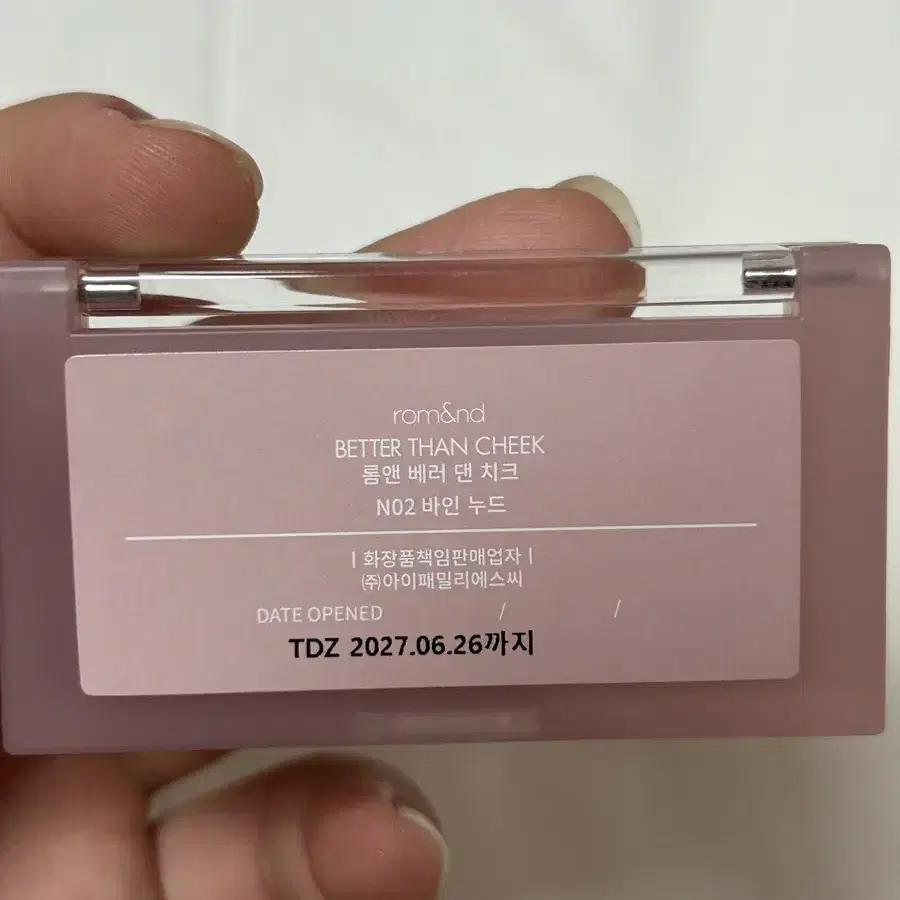 rom&nd
BETTER THAN CHEEK
롬앤 베러 댄 치크
N02 바인 누드
| 화장품책임판매업자 |
㈜아이패밀리에스씨
DATE OPENED / /
TDZ 2027.06.26까지